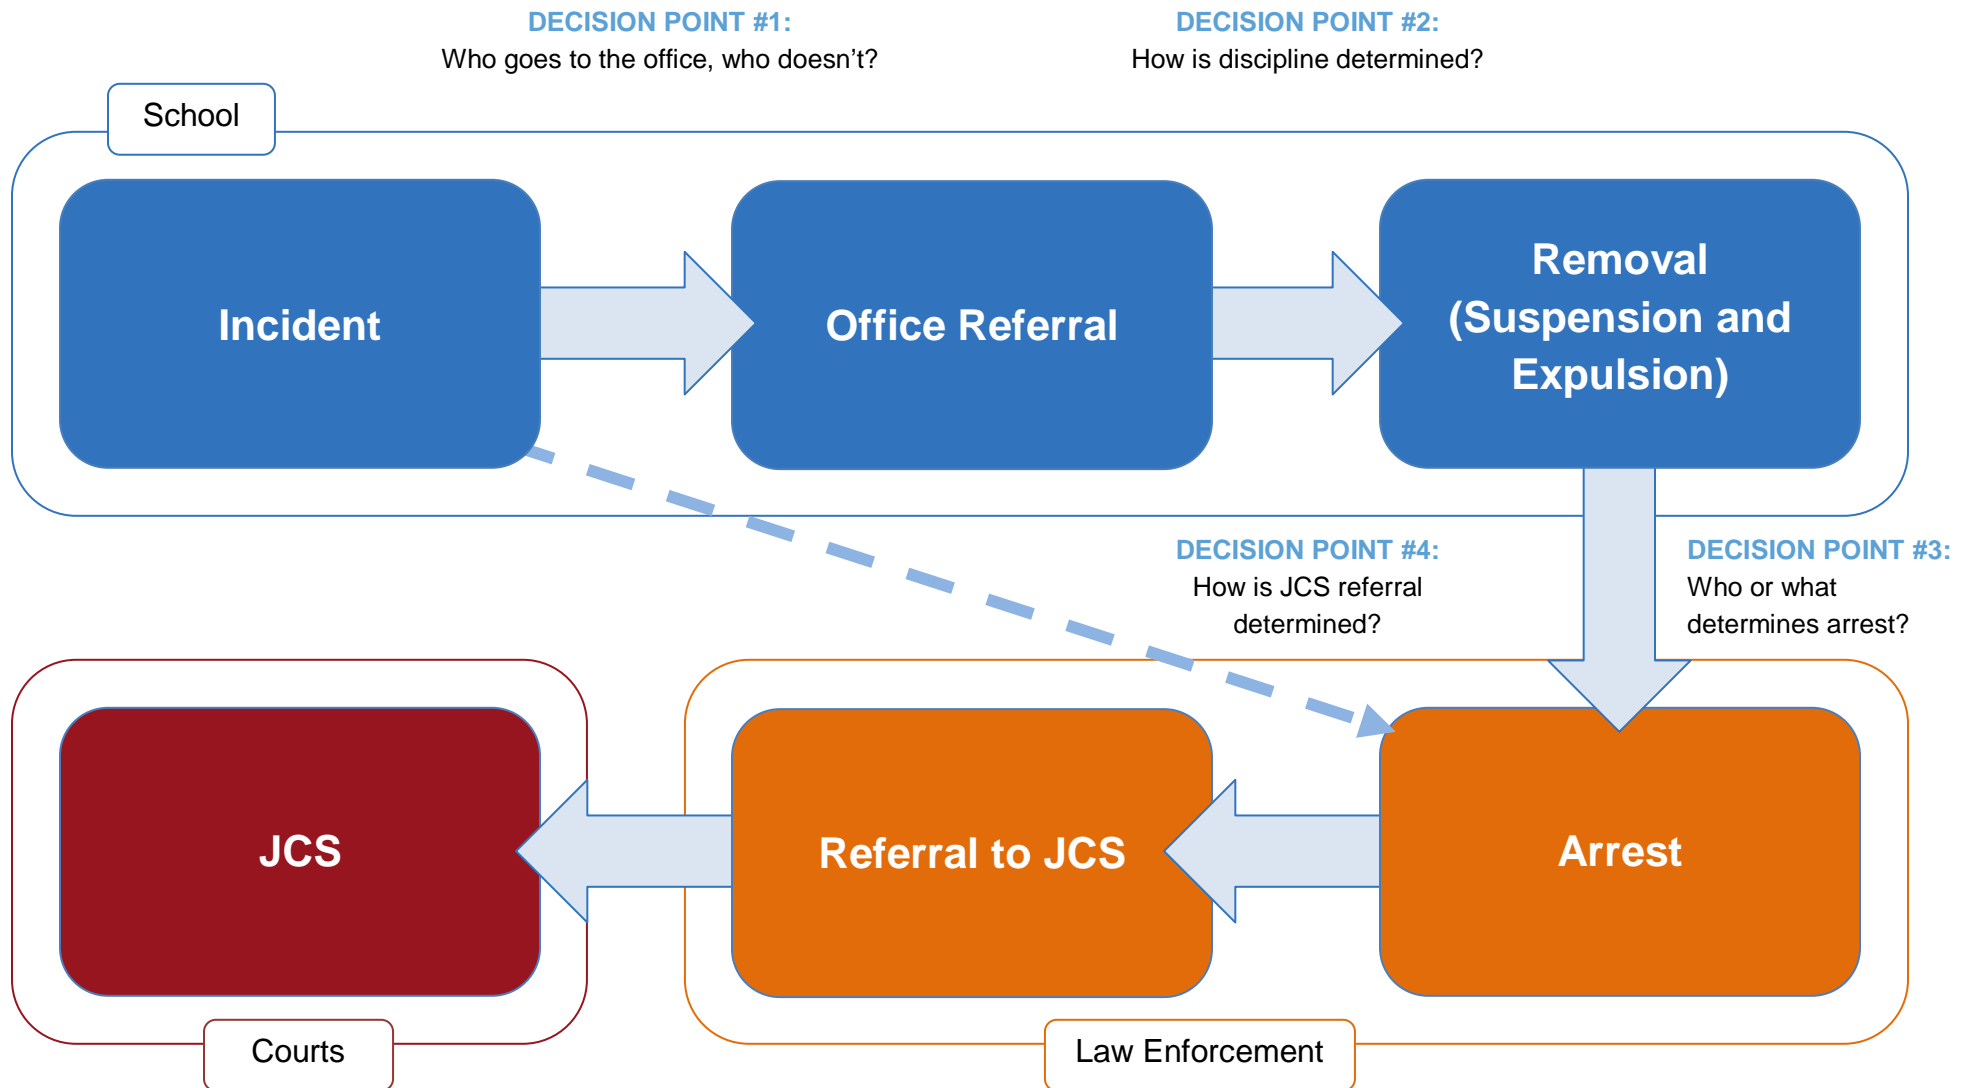 DECISION POINT #1:
Who goes to the office, who doesn’t?
DECISION POINT #2:
How is discipline determined?
School
Incident
Office Referral
Removal
(Suspension and
Expulsion)
DECISION POINT #4:
How is JCS referral
determined?
DECISION POINT #3:
Who or what
determines arrest?
JCS
Referral to JCS
Arrest
Courts
Law Enforcement